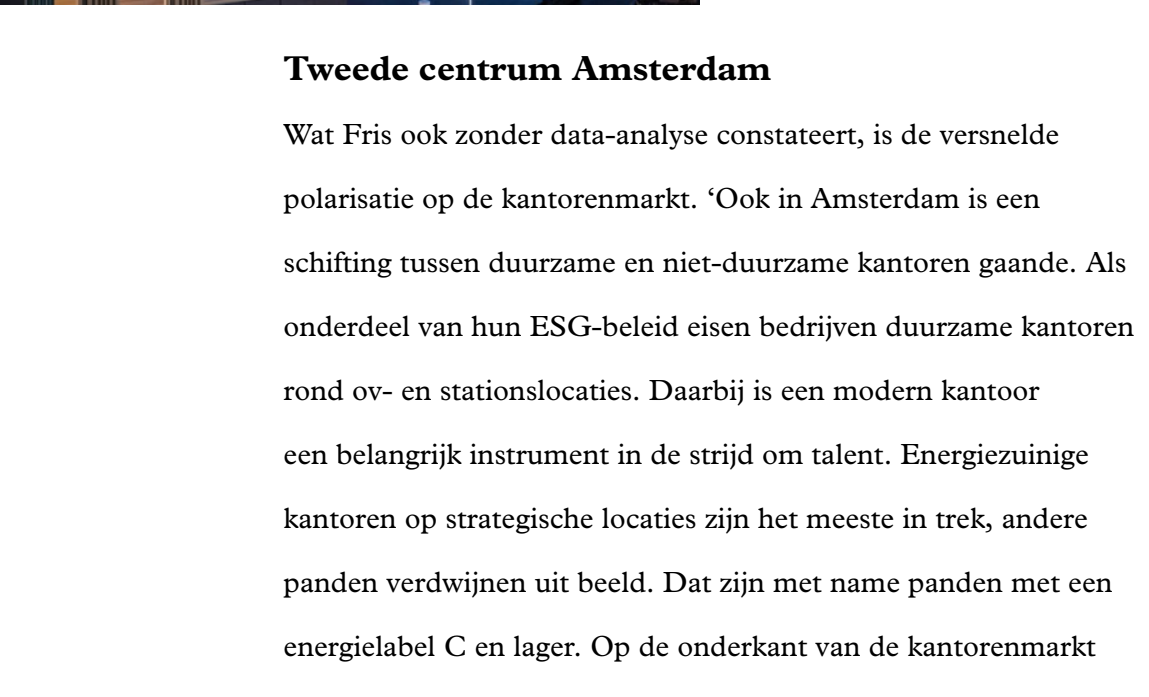 Tweede centrum Amsterdam
Wat Fris ook zonder data-analyse constateert, is de versnelde
polarisatie op de kantorenmarkt. ‘Ook in Amsterdam is een
schifting tussen duurzame en niet-duurzame kantoren gaande. Als
onderdeel van hun ESG-beleid eisen bedrijven duurzame kantoren
rond ov- en stationslocaties. Daarbij is een modern kantoor
een belangrijk instrument in de strijd om talent. Energiezuinige
kantoren op strategische locaties zijn het meeste in trek, andere
panden verdwijnen uit beeld. Dat zijn met name panden met een
energielabel C en lager. Op de onderkant van de kantorenmarkt